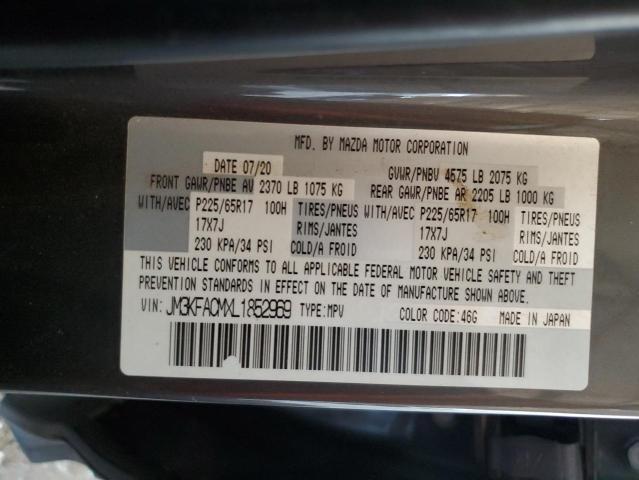 MFD. BY MAZDA MOTOR CORPORATION
DATE 07/20 GVWR/PNBV 4575 LB 2075 KG
FRONT GAWR/PNBE AV 2370 LB 1075 KG REAR GAWR/PNBE AR 2205 LB 1000 KG
WITH/AVEC P225/65R17 100H TIRES/PNEUS WITH/AVEC P225/65R17 100H TIRES/PNEUS
17X7J RIMS/JANTES 17X7J RIMS/JANTES
230 KPA/34 PSI COLD/A FROID 230 KPA/34 PSI COLD/A FROID
THIS VEHICLE CONFORMS TO ALL APPLICABLE FEDERAL MOTOR VEHICLE SAFETY AND THEFT
PREVENTION STANDARDS IN EFFECT ON THE DATE OF MANUFACTURE SHOWN ABOVE.
VIN: JM3KFACMXL1852969 TYPE:MPV COLOR CODE:46G MADE IN JAPAN